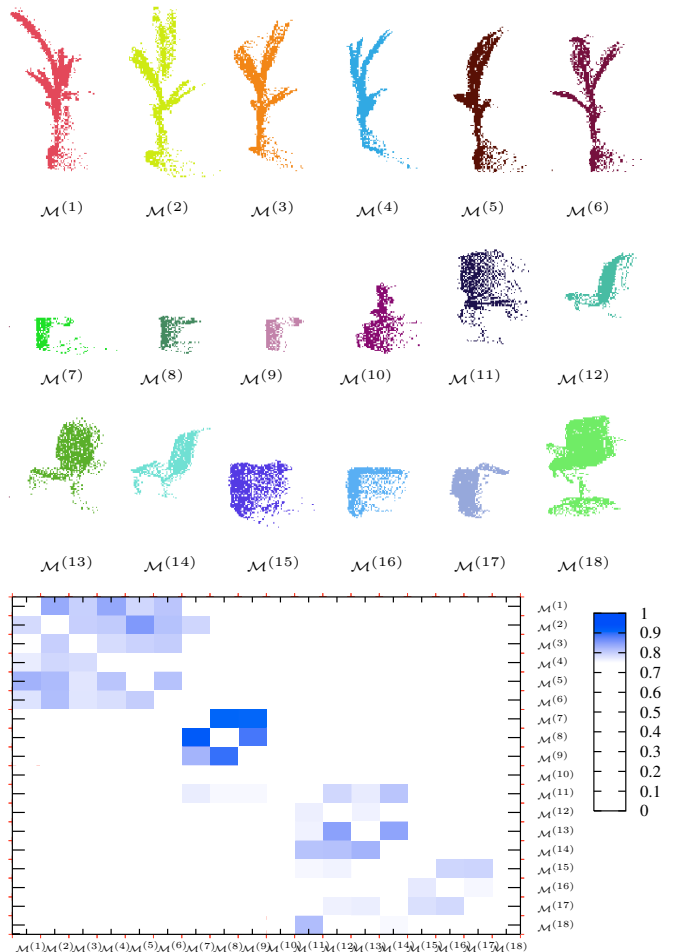 ℳ(1) ℳ(2) ℳ(3) ℳ(4) ℳ(5) ℳ(6)
ℳ(7) ℳ(8) ℳ(9) ℳ(10) ℳ(11) ℳ(12)
ℳ(13) ℳ(14) ℳ(15) ℳ(16) ℳ(17) ℳ(18)
ℳ(1)
ℳ(2)
ℳ(3)
ℳ(4)
ℳ(5)
ℳ(6)
ℳ(7)
ℳ(8)
ℳ(9)
ℳ(10)
ℳ(11)
ℳ(12)
ℳ(13)
ℳ(14)
ℳ(15)
ℳ(16)
ℳ(17)
ℳ(18)
1
0.9
0.8
0.7
0.6
0.5
0.4
0.3
0.2
0.1
0
ℳ(1) ℳ(2) ℳ(3) ℳ(4) ℳ(5) ℳ(6) ℳ(7) ℳ(8) ℳ(9) ℳ(10) ℳ(11) ℳ(12) ℳ(13) ℳ(14) ℳ(15) ℳ(16) ℳ(17) ℳ(18)